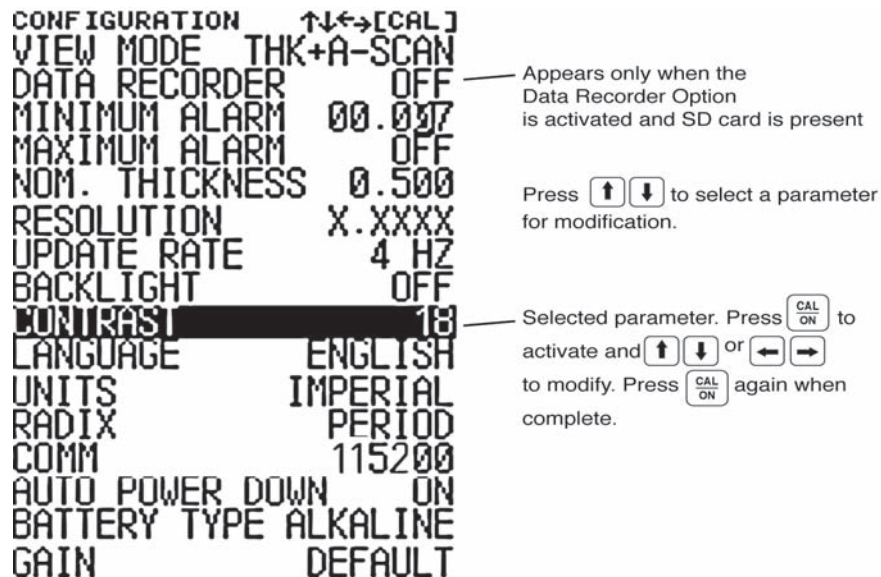 CONFIGURATION ↑↓←→[CAL]
VIEW MODE THK+A-SCAN
DATA RECORDER OFF
MINIMUM ALARM
MAXIMUM ALARM OFF
NOM. THICKNESS 0.500
RESOLUTION X.XXXX
UPDATE RATE 4 HZ
BACKLIGHT OFF
CONTRAST 18
LANGUAGE ENGLISH
UNITS IMPERIAL
RADIX PERIOD
COMM 115200
AUTO POWER DOWN ON
BATTERY TYPE ALKALINE
GAIN DEFAULT
Appears only when the
Data Recorder Option
is activated and SD card is present
Press ↑ ↓ to select a parameter
for modification.
Selected parameter. Press CAL ON to
activate and ↑ ↓ or ← →
to modify. Press CAL ON again when
complete.